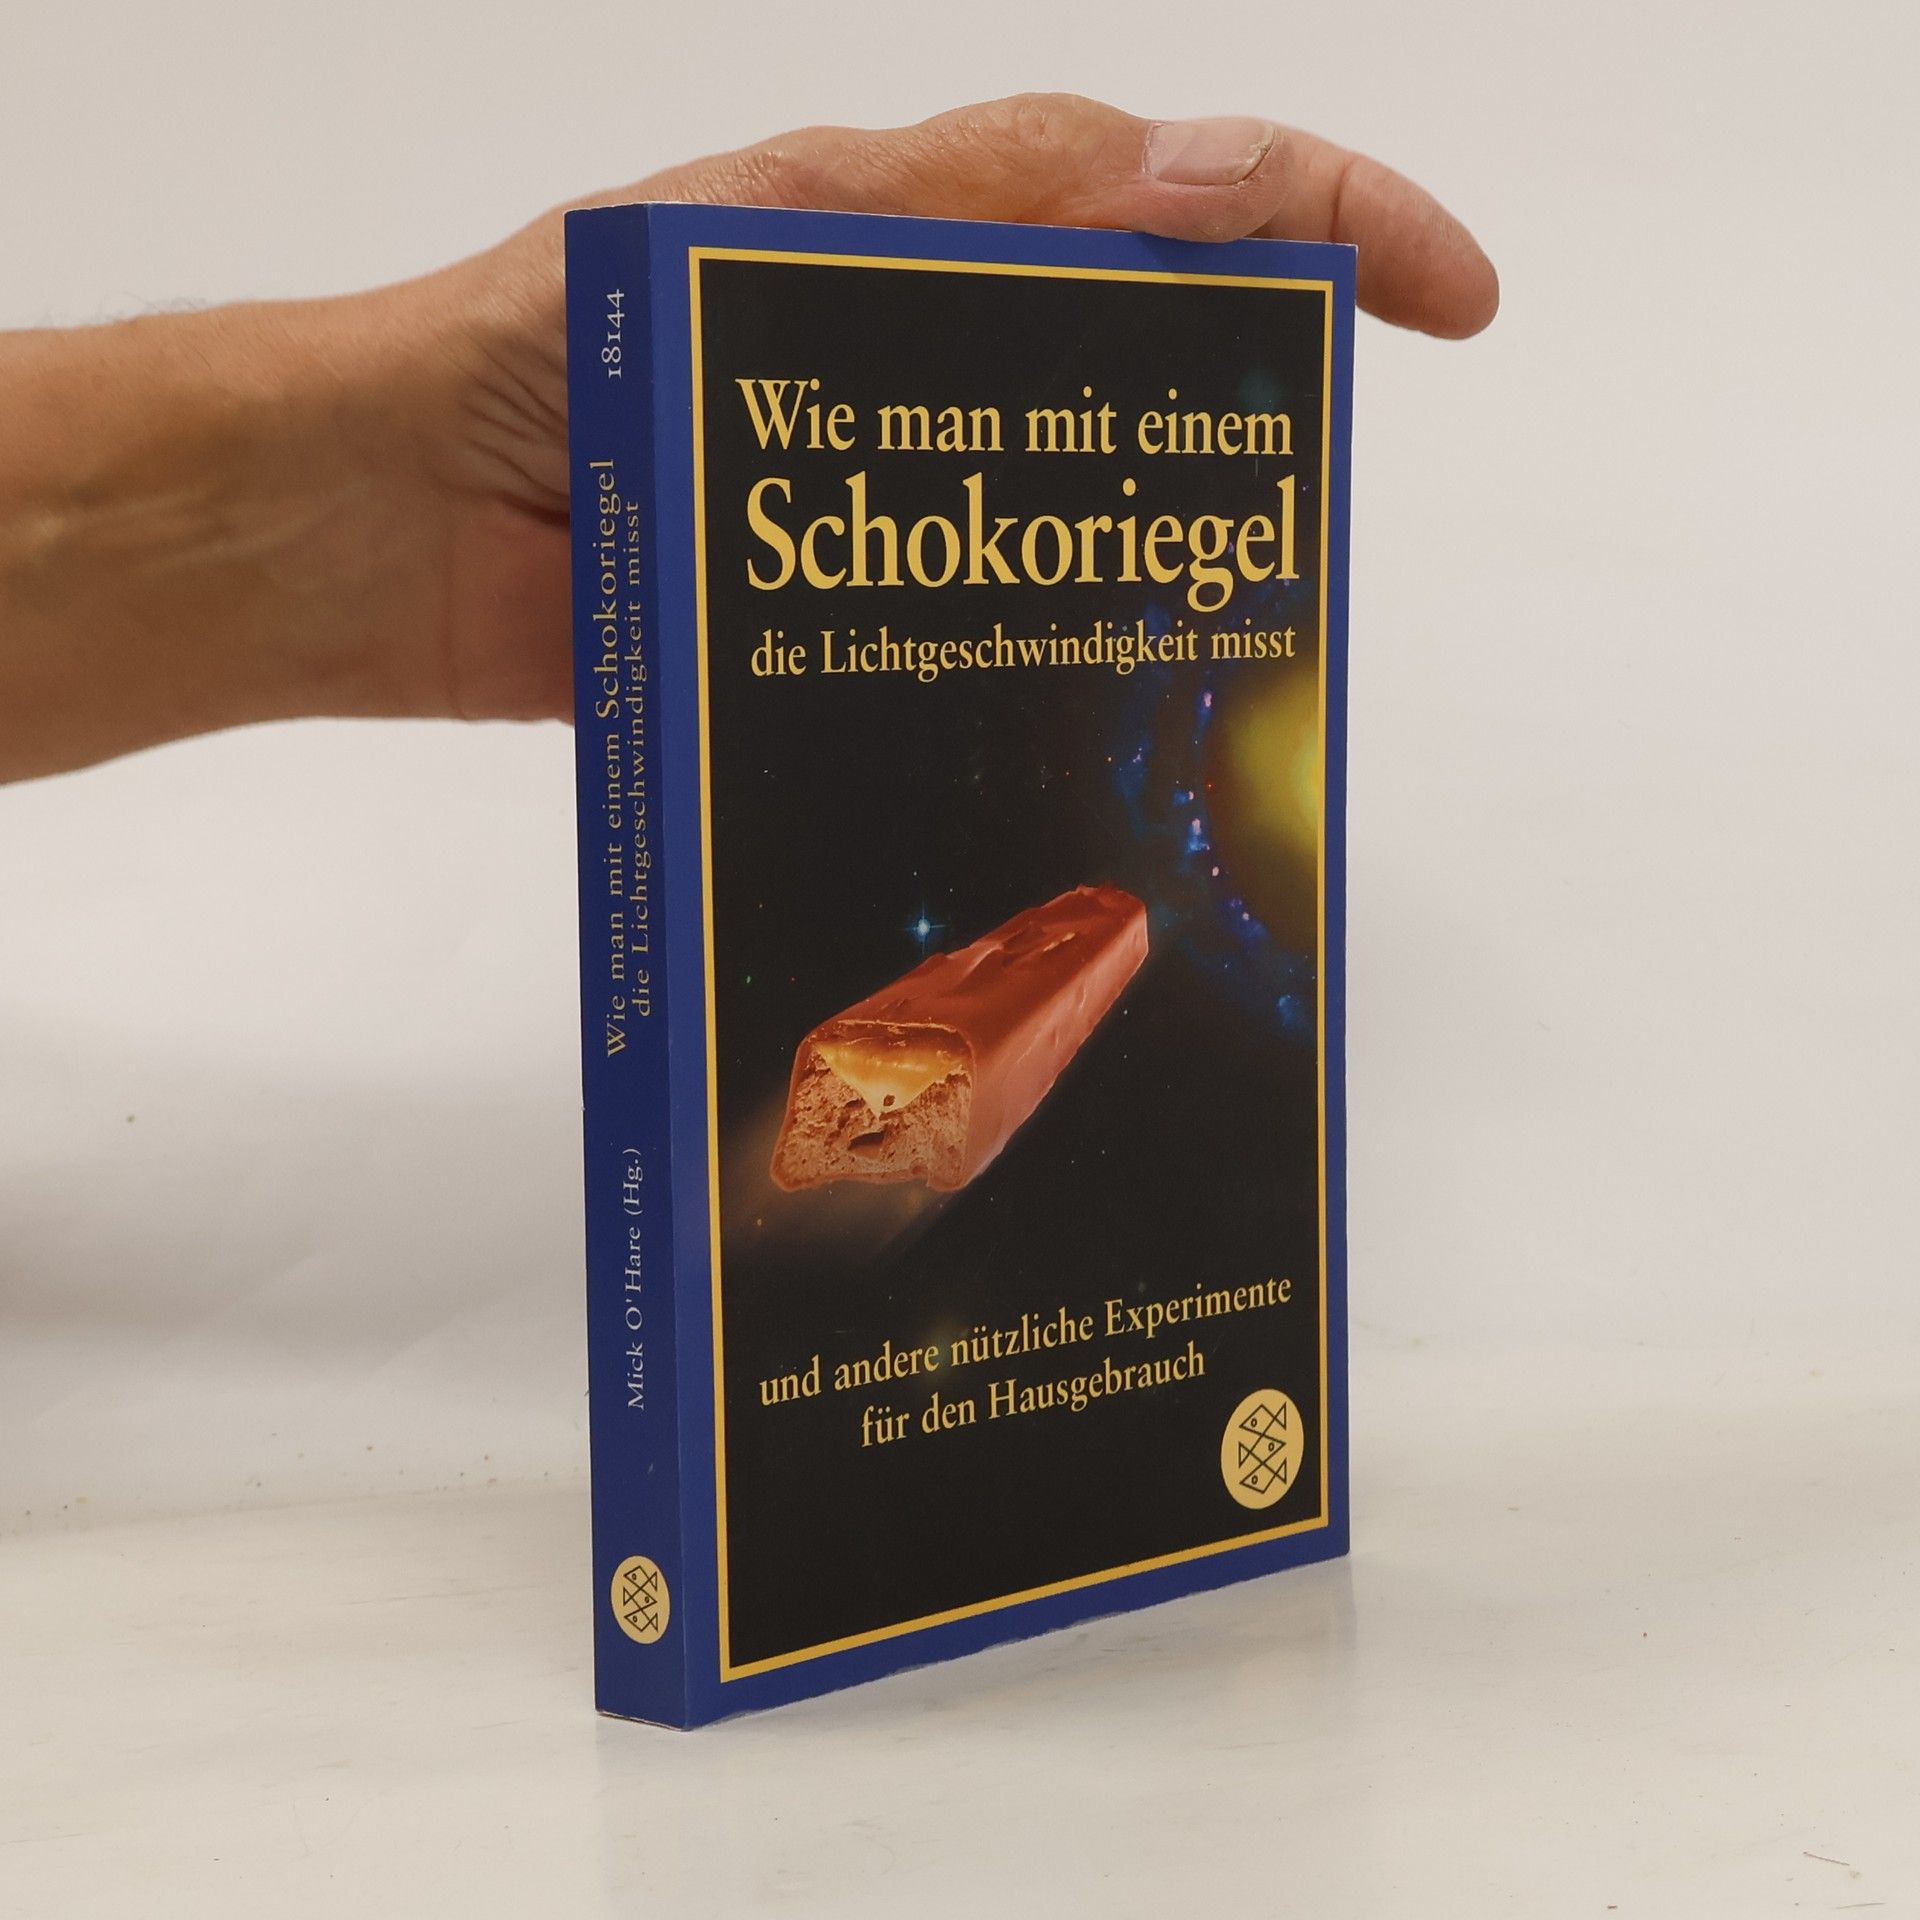 18144
Wie man mit einem Schokoriegel
die Lichtgeschwindigkeit misst
Mick O'Hare (Hg.)
Wie man mit einem
Schokoriegel
die Lichtgeschwindigkeit misst
und andere nützliche Experimente
für den Hausgebrauch